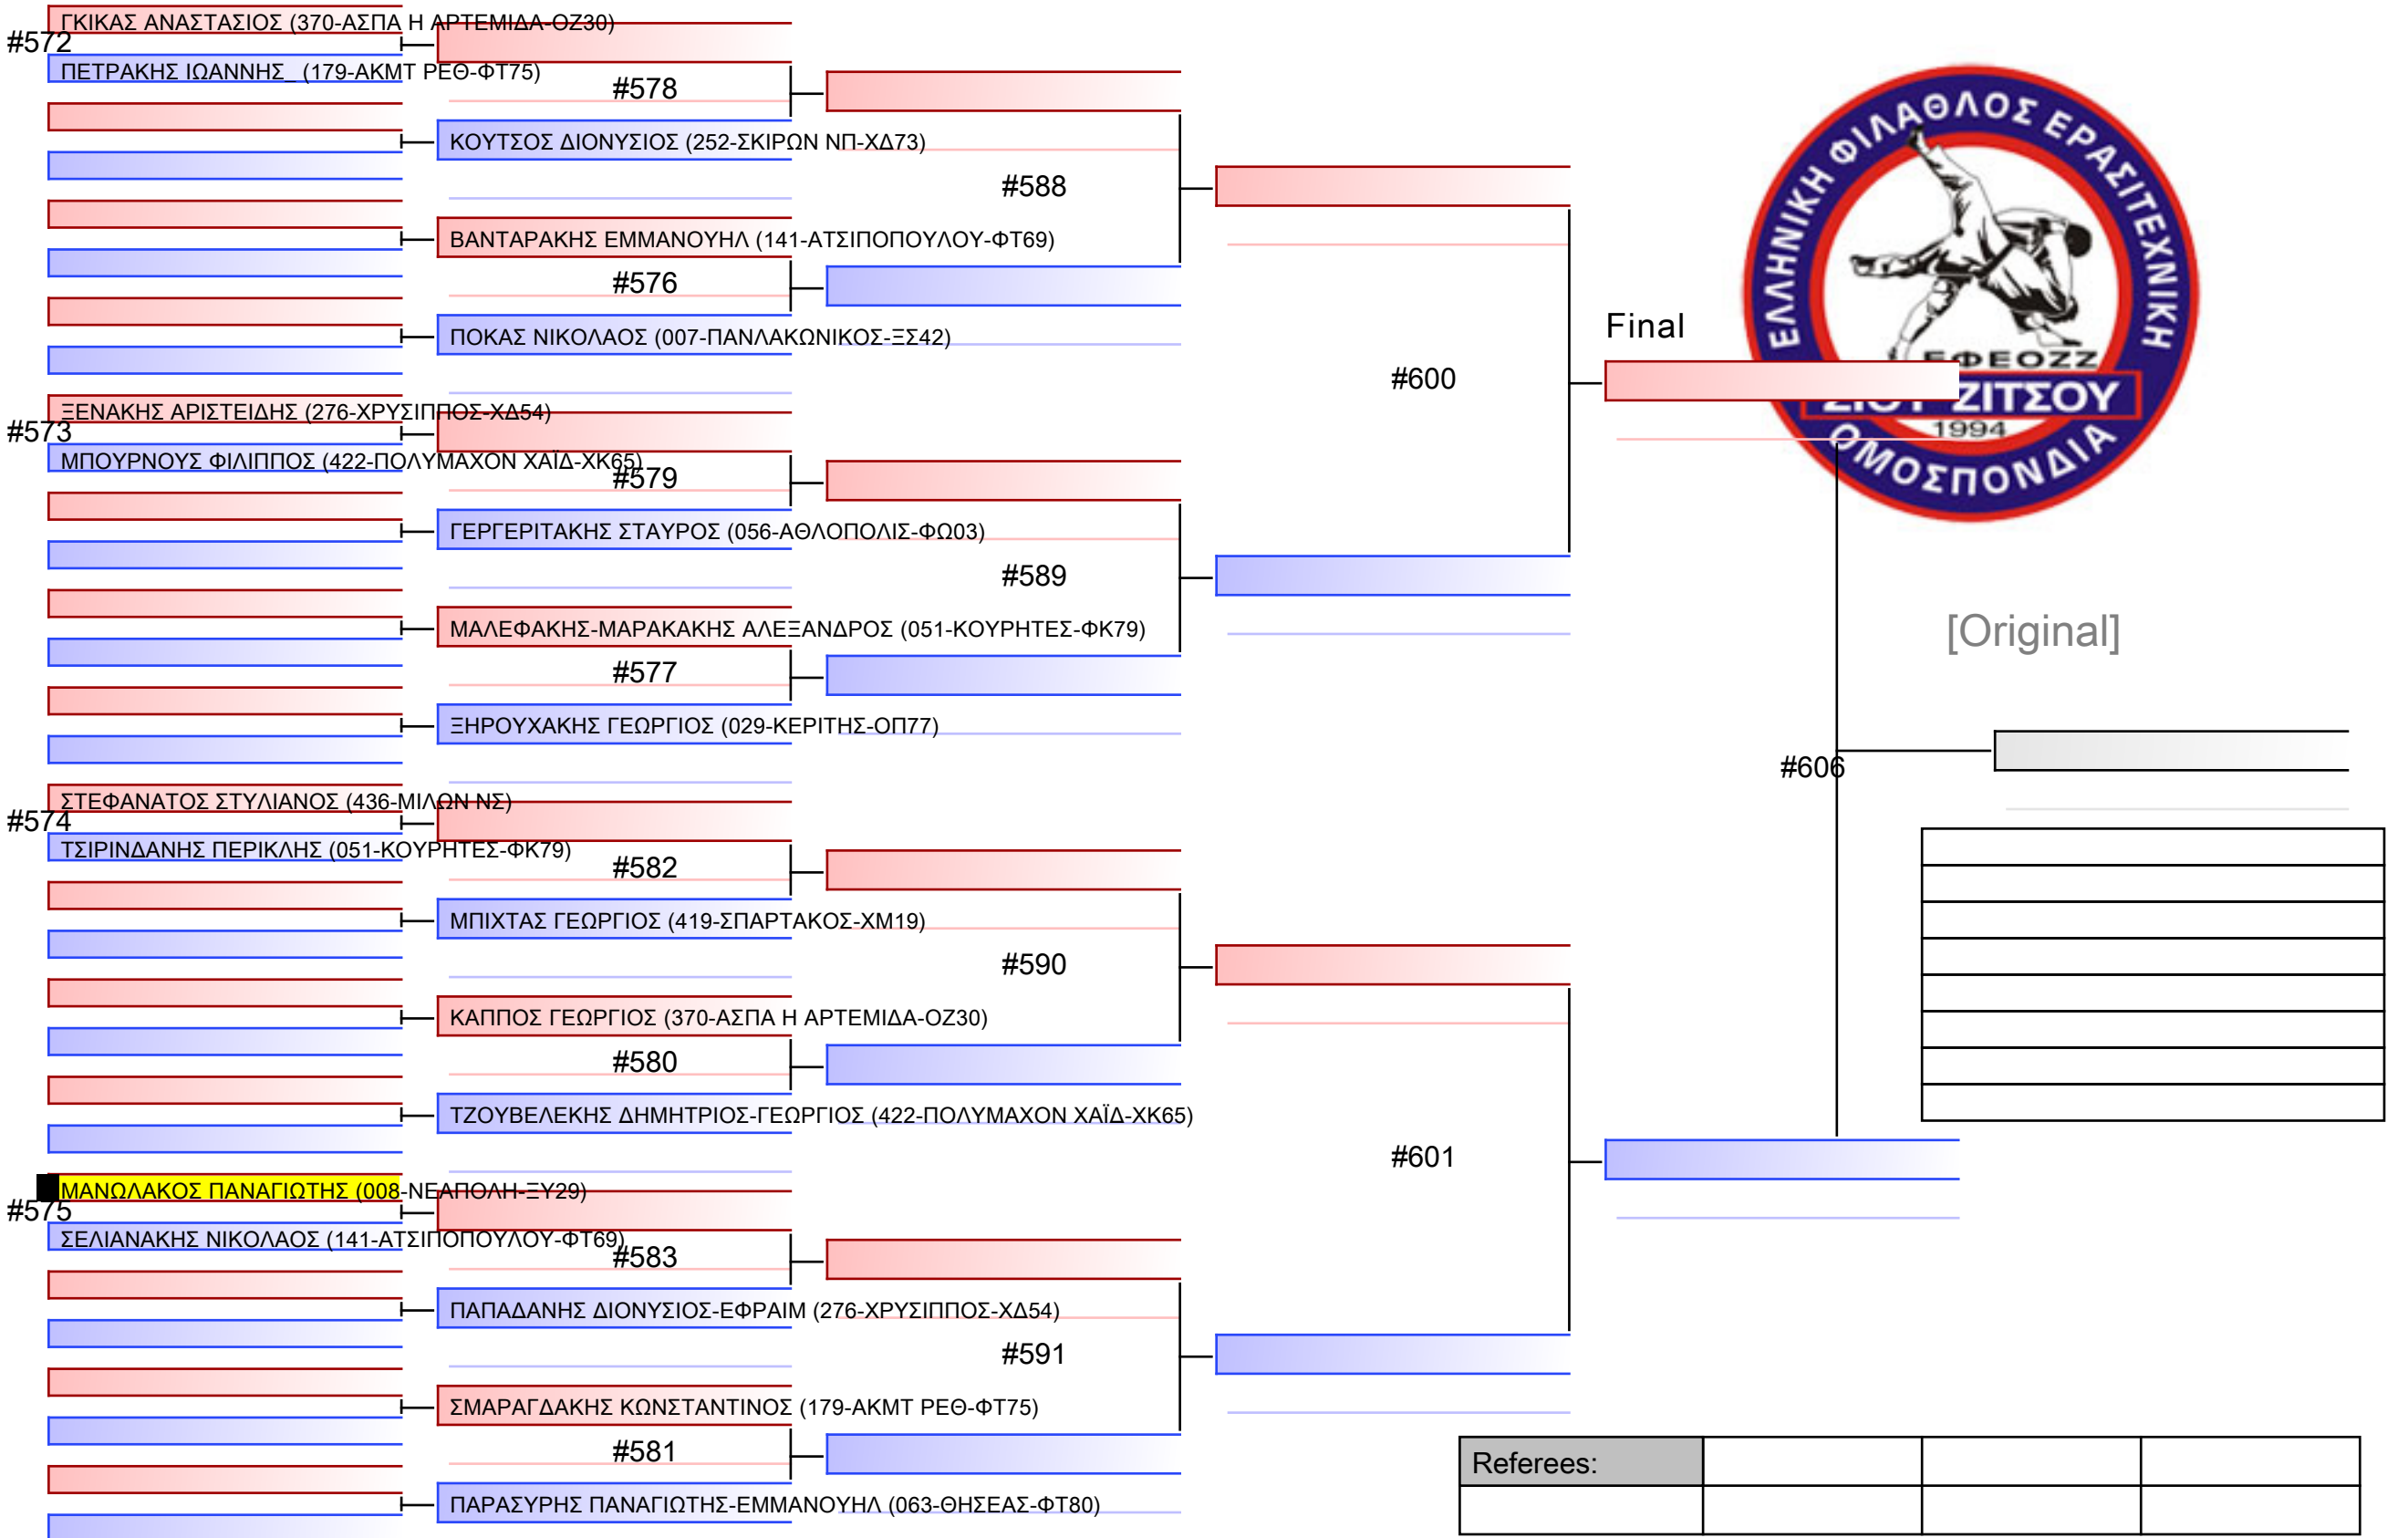 ΓΚΙΚΑΣ ΑΝΑΣΤΑΣΙΟΣ (370-ΑΣΠΑ Η ΑΡΤΕΜΙΔΑ-ΟΖ30)
#572
ΠΕΤΡΑΚΗΣ ΙΩΑΝΝΗΣ_ (179-ΑΚΜΤ ΡΕΘ-ΦΤ75)
#578
ΚΟΥΤΣΟΣ ΔΙΟΝΥΣΙΟΣ (252-ΣΚΙΡΩΝ ΝΠ-ΧΔ73)
#588
ΒΑΝΤΑΡΑΚΗΣ ΕΜΜΑΝΟΥΗΛ (141-ΑΤΣΙΠΟΠΟΥΛΟΥ-ΦΤ69)
#576
ΠΟΚΑΣ ΝΙΚΟΛΑΟΣ (007-ΠΑΝΛΑΚΩΝΙΚΟΣ-ΞΣ42)
ΕΛΛΗΝΙΚΗ ΦΙΛΑΘΛΟΣ ΕΡΑΣΙΤΕΧΝΙΚΗ
ΕΦΕΟΖΖ
ΖΙΟΥ ΖΙΤΣΟΥ
1994
ΟΜΟΣΠΟΝΔΙΑ
Final
#600
ΞΕΝΑΚΗΣ ΑΡΙΣΤΕΙΔΗΣ (276-ΧΡΥΣΙΠΠΟΣ-ΧΔ54)
#573
ΜΠΟΥΡΝΟΥΣ ΦΙΛΙΠΠΟΣ (422-ΠΟΛΥΜΑΧΟΝ ΧΑΪΔ-ΧΚ65)
#579
ΓΕΡΓΕΡΙΤΑΚΗΣ ΣΤΑΥΡΟΣ (056-ΑΘΛΟΠΟΛΙΣ-ΦΩ03)
#589
ΜΑΛΕΦΑΚΗΣ-ΜΑΡΑΚΑΚΗΣ ΑΛΕΞΑΝΔΡΟΣ (051-ΚΟΥΡΗΤΕΣ-ΦΚ79)
[Original]
#577
ΞΗΡΟΥΧΑΚΗΣ ΓΕΩΡΓΙΟΣ (029-ΚΕΡΙΤΗΣ-ΟΠ77)
#606
ΣΤΕΦΑΝΑΤΟΣ ΣΤΥΛΙΑΝΟΣ (436-ΜΙΛΩΝ ΝΣ)
#574
ΤΣΙΡΙΝΔΑΝΗΣ ΠΕΡΙΚΛΗΣ (051-ΚΟΥΡΗΤΕΣ-ΦΚ79)
#582
ΜΠΙΧΤΑΣ ΓΕΩΡΓΙΟΣ (419-ΣΠΑΡΤΑΚΟΣ-ΧΜ19)
#590
ΚΑΠΠΟΣ ΓΕΩΡΓΙΟΣ (370-ΑΣΠΑ Η ΑΡΤΕΜΙΔΑ-ΟΖ30)
#580
ΤΖΟΥΒΕΛΕΚΗΣ ΔΗΜΗΤΡΙΟΣ-ΓΕΩΡΓΙΟΣ (422-ΠΟΛΥΜΑΧΟΝ ΧΑΪΔ-ΧΚ65)
#601
ΜΑΝΩΛΑΚΟΣ ΠΑΝΑΓΙΩΤΗΣ (008-ΝΕΑΠΟΛΗ-ΞΥ29)
#575
ΣΕΛΙΑΝΑΚΗΣ ΝΙΚΟΛΑΟΣ (141-ΑΤΣΙΠΟΠΟΥΛΟΥ-ΦΤ69)
#583
ΠΑΠΑΔΑΝΗΣ ΔΙΟΝΥΣΙΟΣ-ΕΦΡΑΙΜ (276-ΧΡΥΣΙΠΠΟΣ-ΧΔ54)
#591
ΣΜΑΡΑΓΔΑΚΗΣ ΚΩΝΣΤΑΝΤΙΝΟΣ (179-ΑΚΜΤ ΡΕΘ-ΦΤ75)
#581
ΠΑΡΑΣΥΡΗΣ ΠΑΝΑΓΙΩΤΗΣ-ΕΜΜΑΝΟΥΗΛ (063-ΘΗΣΕΑΣ-ΦΤ80)
Referees: